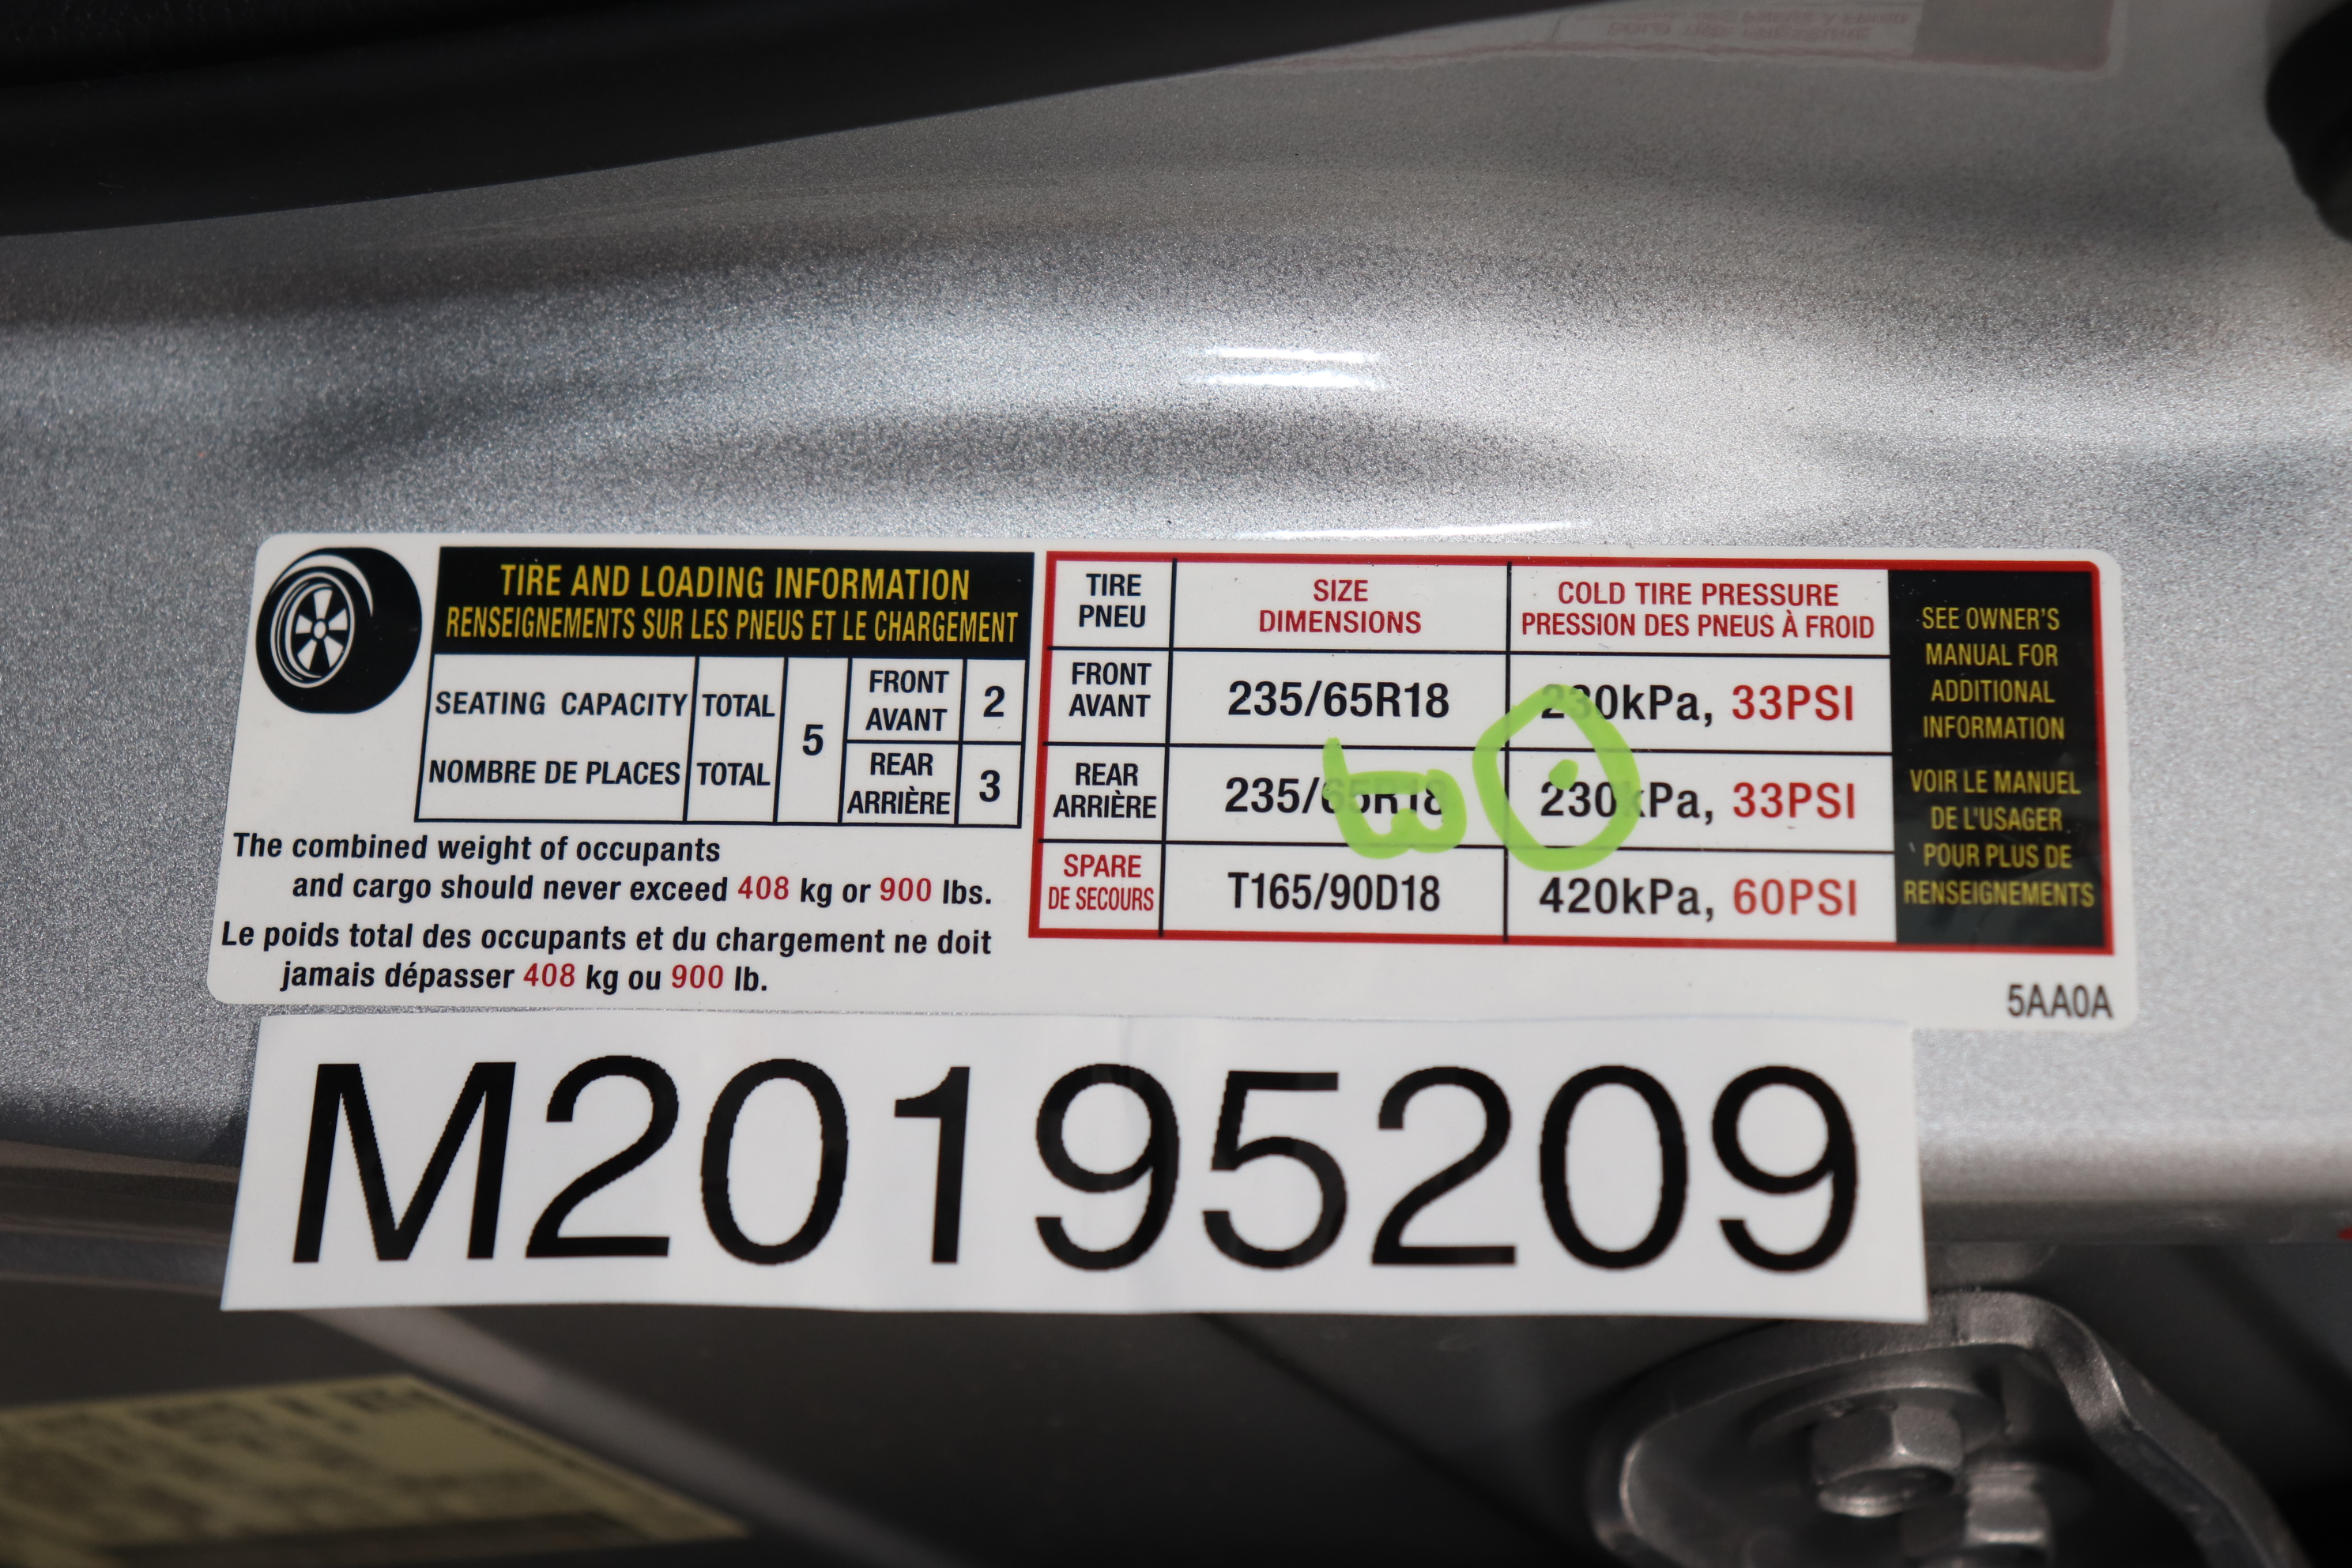 TIRE AND LOADING INFORMATION
RENSEIGNEMENTS SUR LES PNEUS ET LE CHARGEMENT
SEATING CAPACITY TOTAL 5 FRONT 2
AVANT
NOMBRE DE PLACES TOTAL REAR 3
ARRIÈRE
The combined weight of occupants
and cargo should never exceed 408 kg or 900 lbs.
Le poids total des occupants et du chargement ne doit
jamais dépasser 408 kg ou 900 lb.
TIRE SIZE COLD TIRE PRESSURE
PNEU DIMENSIONS PRESSION DES PNEUS À FROID
FRONT
AVANT 235/65R18 230kPa, 33PSI
REAR
ARRIÈRE 235/65R18 230kPa, 33PSI
SPARE
DE SECOURS T165/90D18 420kPa, 60PSI
SEE OWNER'S
MANUAL FOR
ADDITIONAL
INFORMATION
VOIR LE MANUEL
DE L'USAGER
POUR PLUS DE
RENSEIGNEMENTS
5AA0A
M20195209